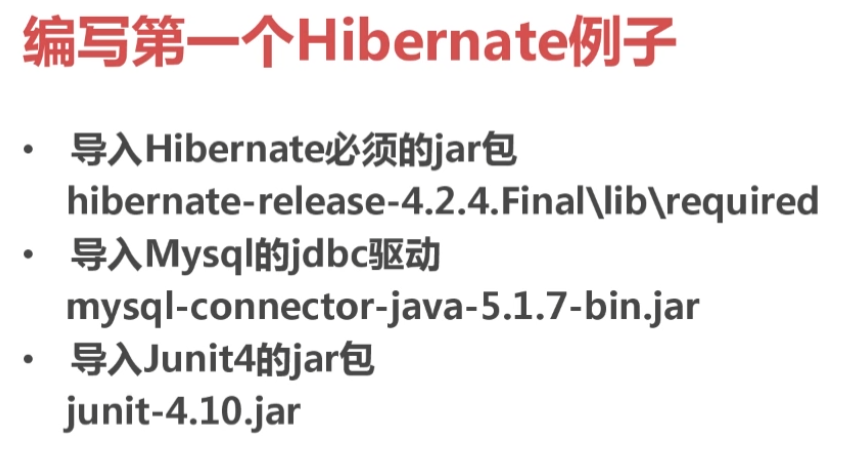 编写第一个Hibernate例子
• 导入Hibernate必须的jar包
hibernate-release-4.2.4.Final\lib\required
• 导入Mysql的jdbc驱动
mysql-connector-java-5.1.7-bin.jar
• 导入Junit4的jar包
junit-4.10.jar